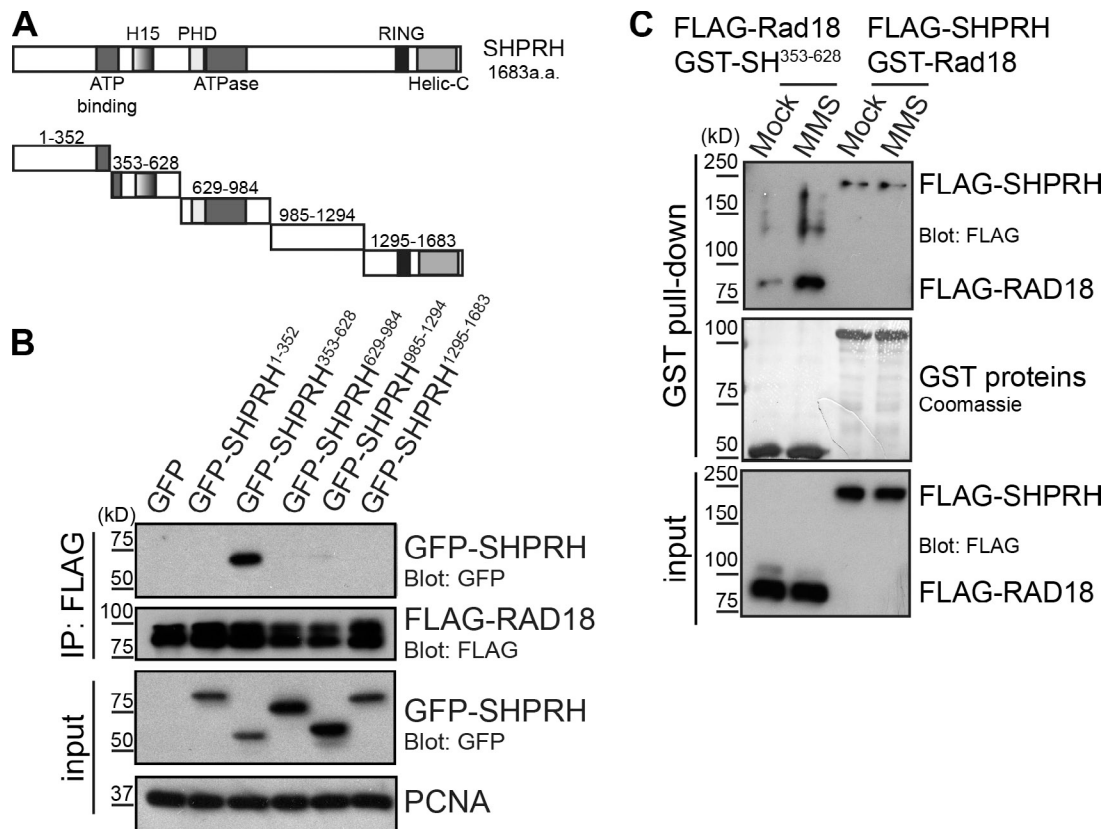 A
H15
PHD
RING
SHPRH
1683a.a.
ATP
binding
ATPase
Helic-C
1-352
353-628
629-984
985-1294
1295-1683
B
GFP
GFP-SHPRH1-352
GFP-SHPRH353-628
GFP-SHPRH629-984
GFP-SHPRH985-1294
GFP-SHPRH1295-1683
(kD)
IP: FLAG
75
50
GFP-SHPRH
Blot: GFP
100
75
FLAG-RAD18
Blot: FLAG
input
75
50
GFP-SHPRH
Blot: GFP
37
PCNA
C
FLAG-Rad18
GST-SH353-628
FLAG-SHPRH
GST-Rad18
Mock
MMS
Mock
MMS
(kD)
GST pull-down
250
150
100
75
FLAG-SHPRH
Blot: FLAG
FLAG-RAD18
100
75
50
GST proteins
Coomassie
input
250
150
100
75
FLAG-SHPRH
Blot: FLAG
FLAG-RAD18